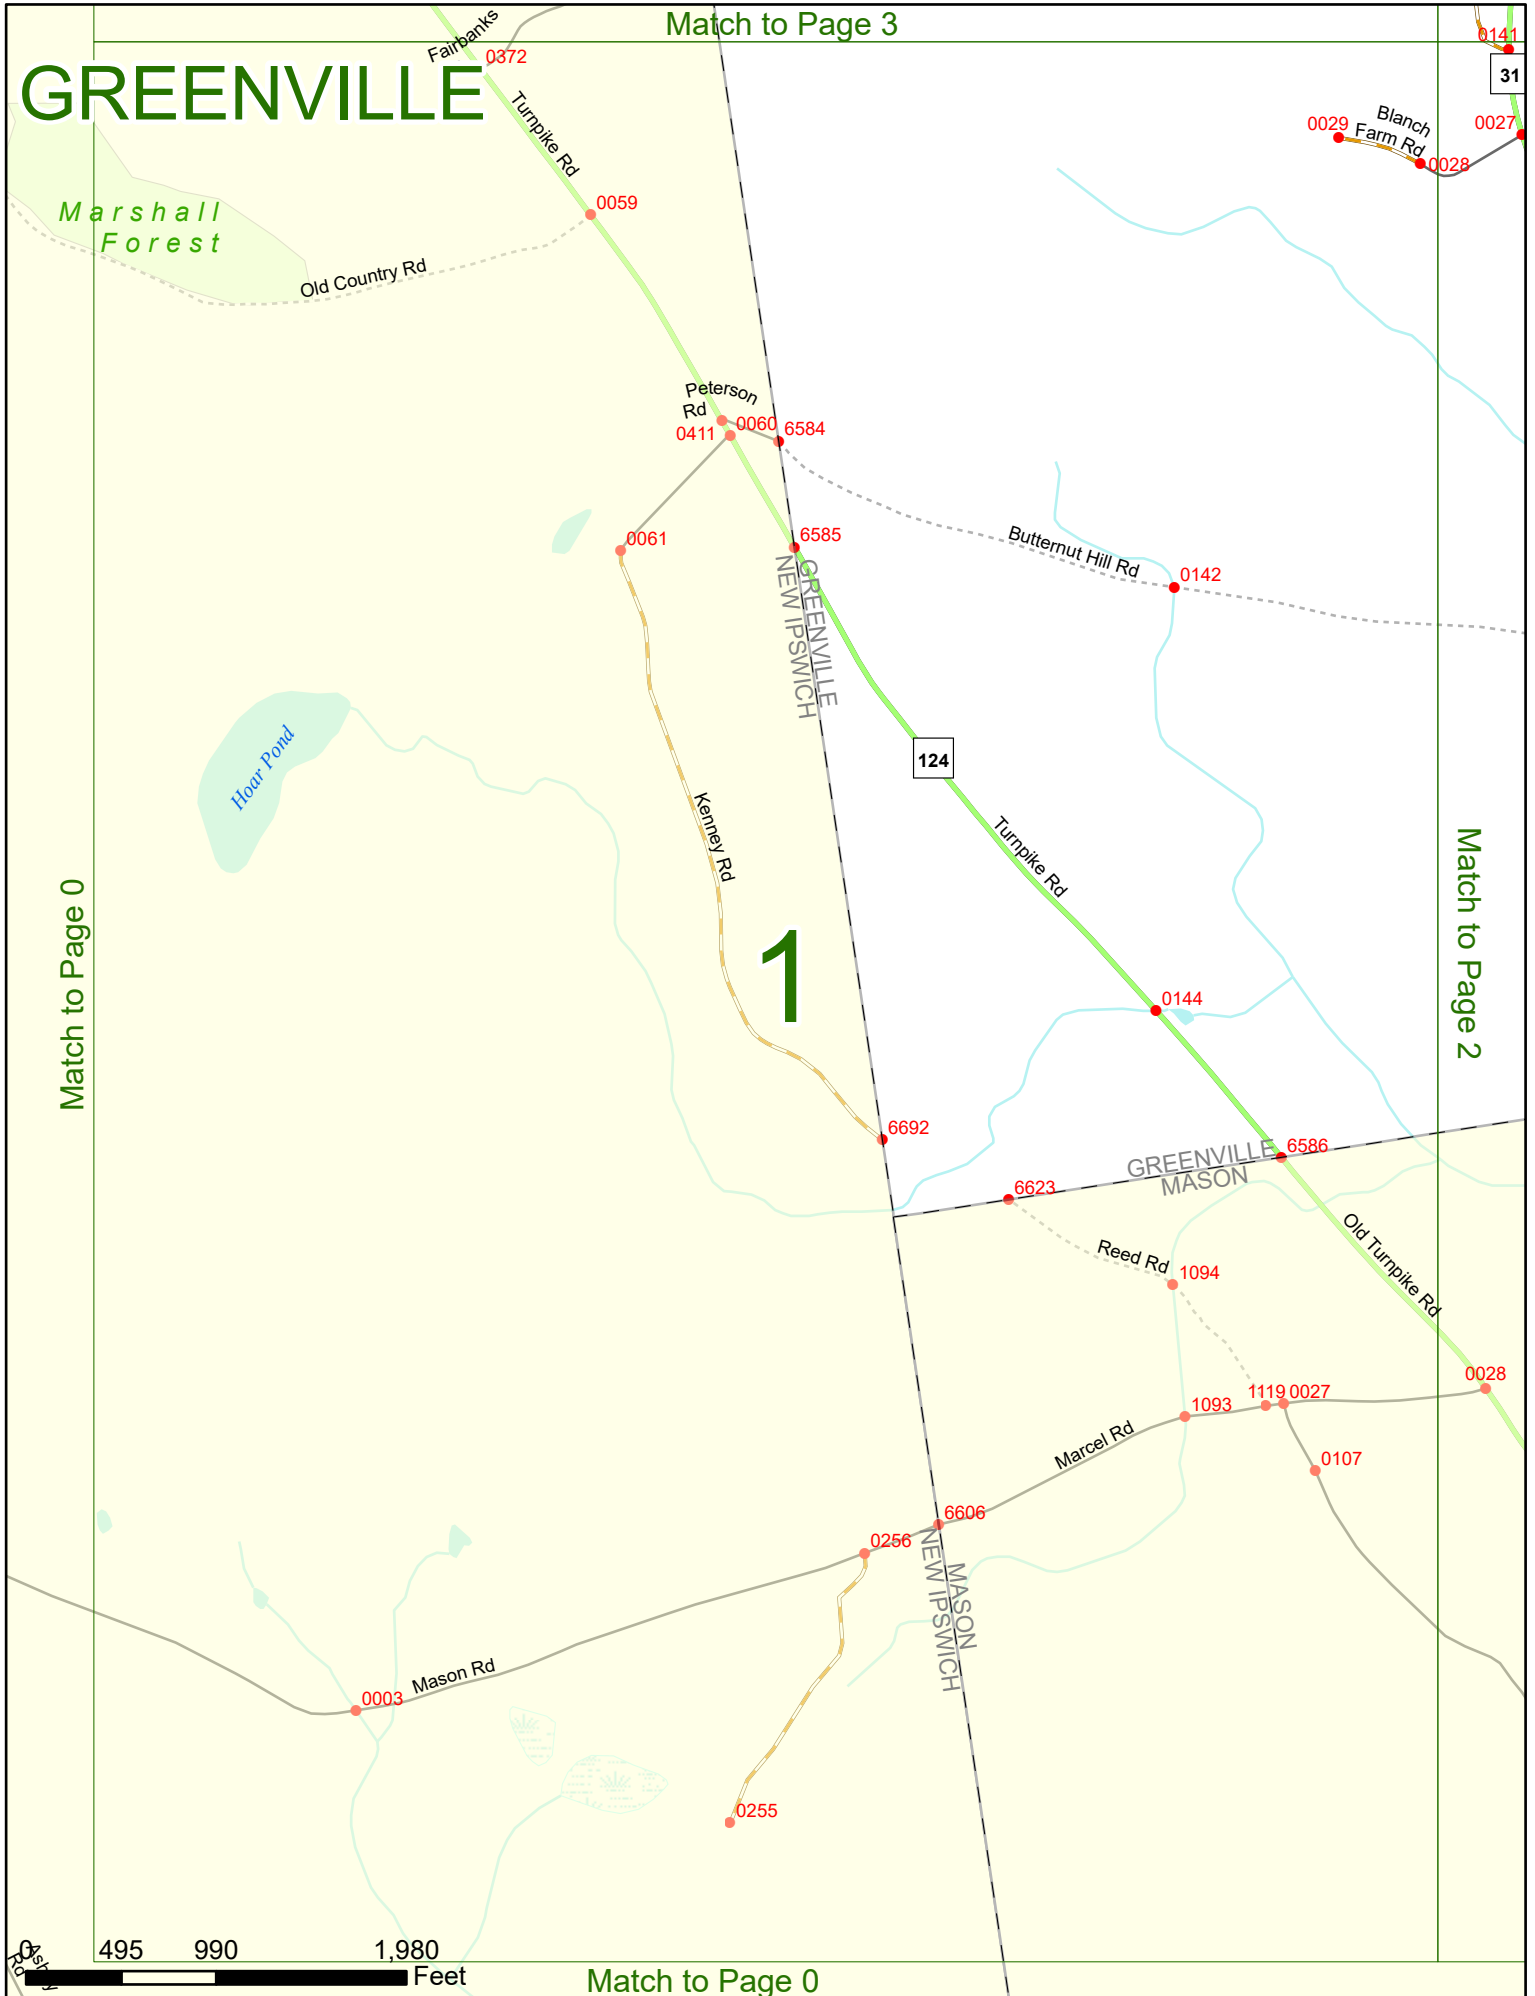 Match to Page 3
GREENVILLE
Fairbanks
0372
0141
31
Turnpike Rd
0029
Blanch
Farm Rd
0027
0028
Marshall
Forest
0059
Old Country Rd
Peterson
Rd
0411
0060
6584
0061
6585
Butternut Hill Rd
0142
GREENVILLE
NEW IPSWICH
124
Hoar Pond
Kenney Rd
Turnpike Rd
Match to Page 0
1
Match to Page 2
0144
6692
6586
GREENVILLE
MASON
6623
Reed Rd
1094
Old Turnpike Rd
0028
1119
0027
1093
Marcel Rd
0107
6606
0256
MASON
NEW IPSWICH
Mason Rd
0003
0255
0
495
990
1,980
Feet
Ashby
Rd
Match to Page 0